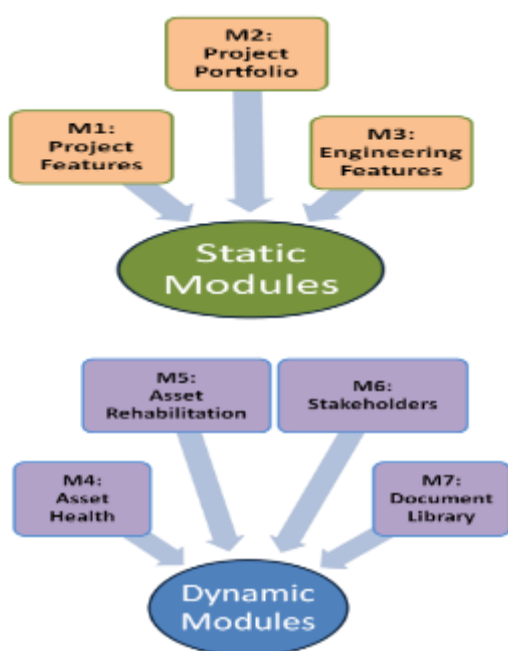 M2:
Project
Portfolio
M1:
Project
Features
M3:
Engineering
Features
Static
Modules
M5:
Asset
Rehabilitation
M6:
Stakeholders
M4:
Asset
Health
M7:
Document
Library
Dynamic
Modules